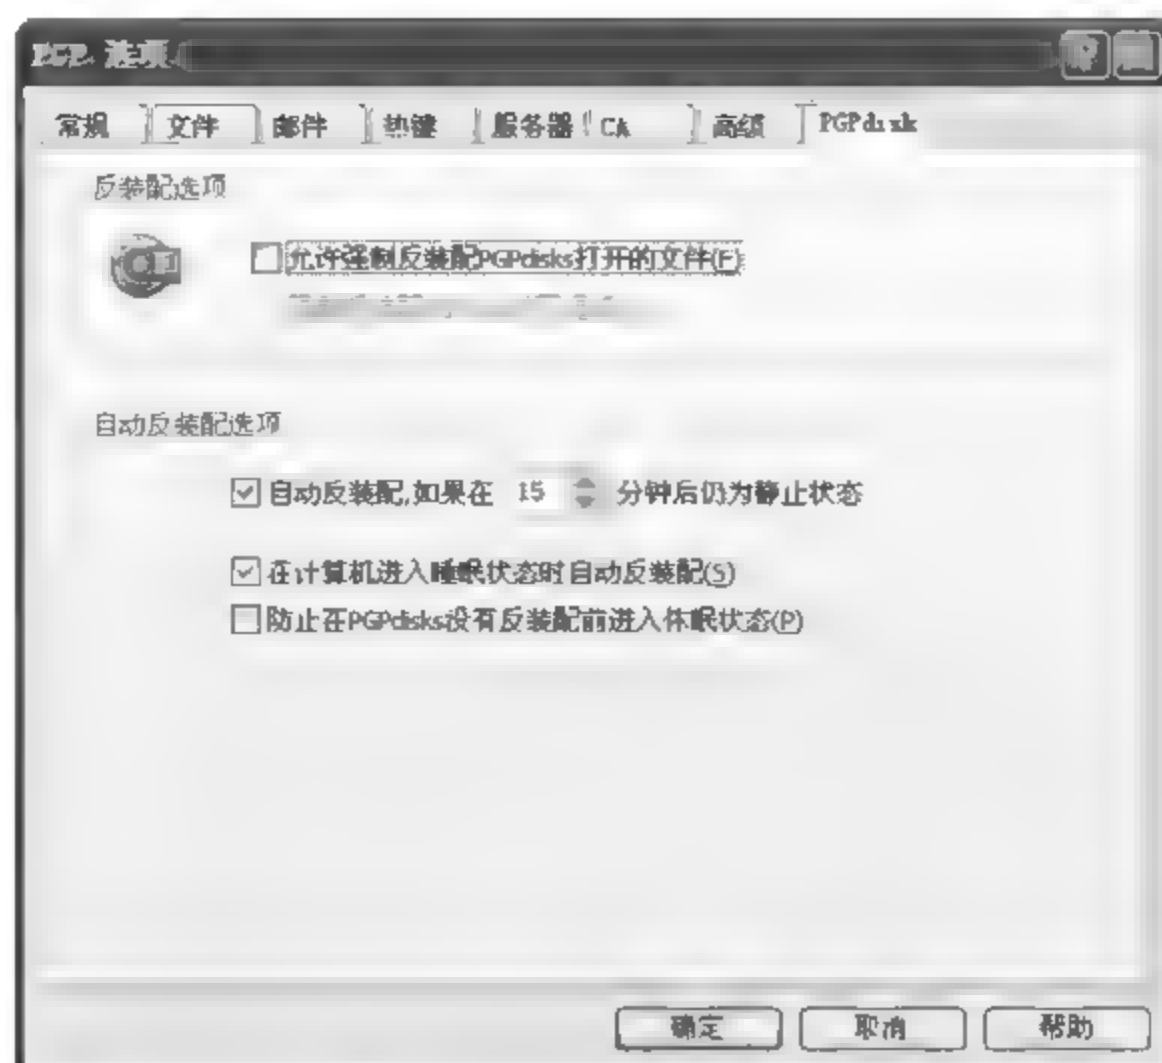 PGP 选项
常规 文件 邮件 热键 服务器 CA 高级 PGPdisk
反装配选项
允许强制反装配PGPdisks打开的文件(F)
自动反装配选项
自动反装配,如果在 15 分钟后仍为静止状态
在计算机进入睡眠状态时自动反装配(S)
防止在PGPdisks没有反装配前进入休眠状态(P)
确定 取消 帮助